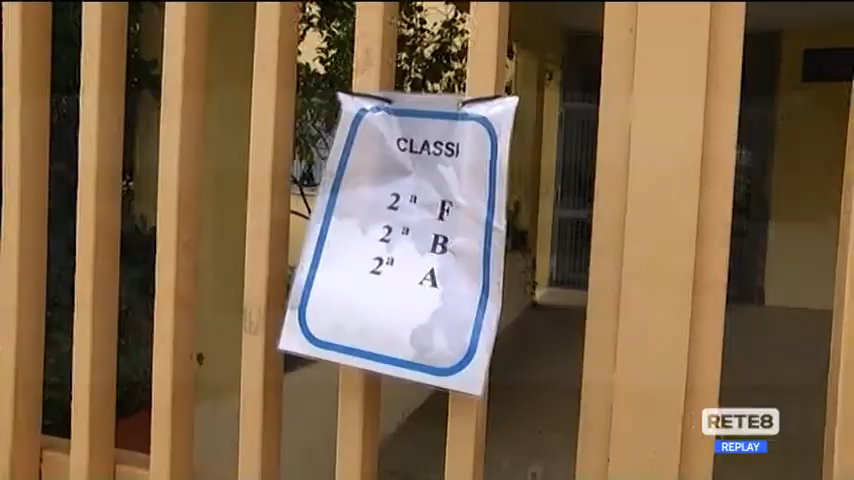 CLASSI
2ª F
2ª B
2ª A
RETE8
REPLAY